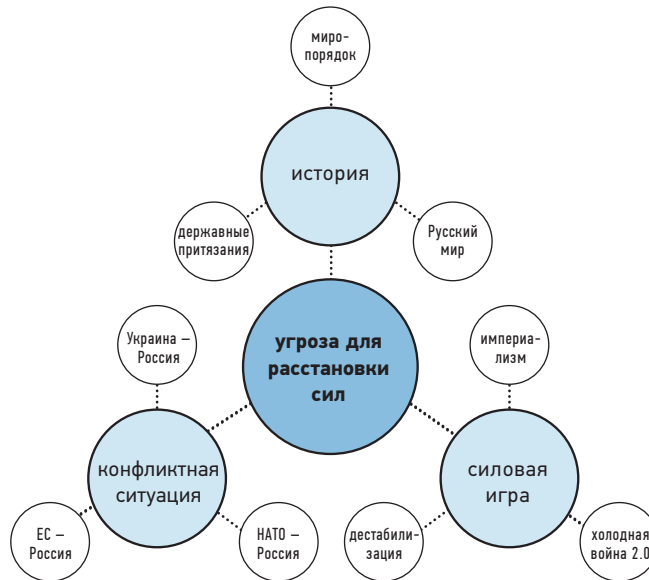 миро-
порядок
история
державные
притязания
Русский
мир
угроза для
расстановки
сил
Украина –
Россия
империа-
лизм
конфликтная
ситуация
силовая
игра
ЕС –
Россия
НАТО –
Россия
дестабили-
зация
холодная
война 2.0